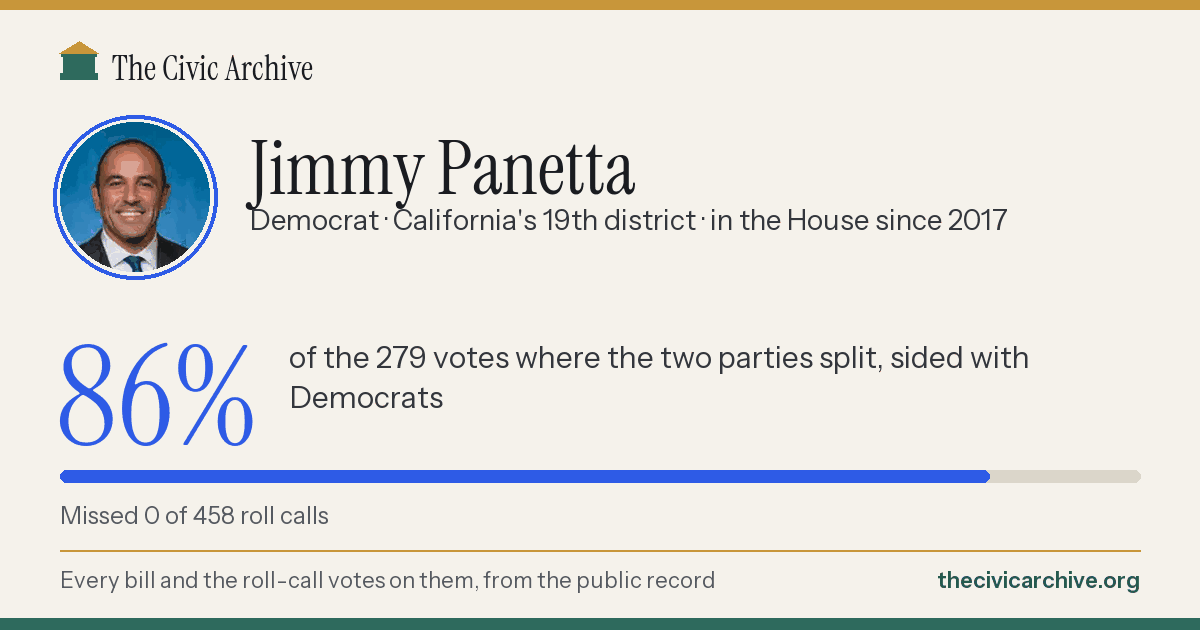 The Civic Archive
Jimmy Panetta
Democrat · California's 19th district · in the House since 2017
86%
of the 279 votes where the two parties split, sided with
Democrats
Missed 0 of 458 roll calls
Every bill and the roll-call votes on them, from the public record
thecivicarchive.org